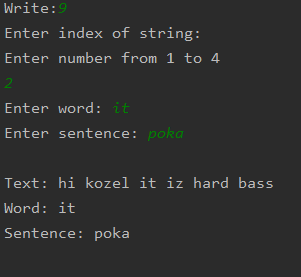 Write:9
Enter index of string:
Enter number from 1 to 4
2
Enter word: it
Enter sentence: poka
Text: hi kozel it iz hard bass
Word: it
Sentence: poka